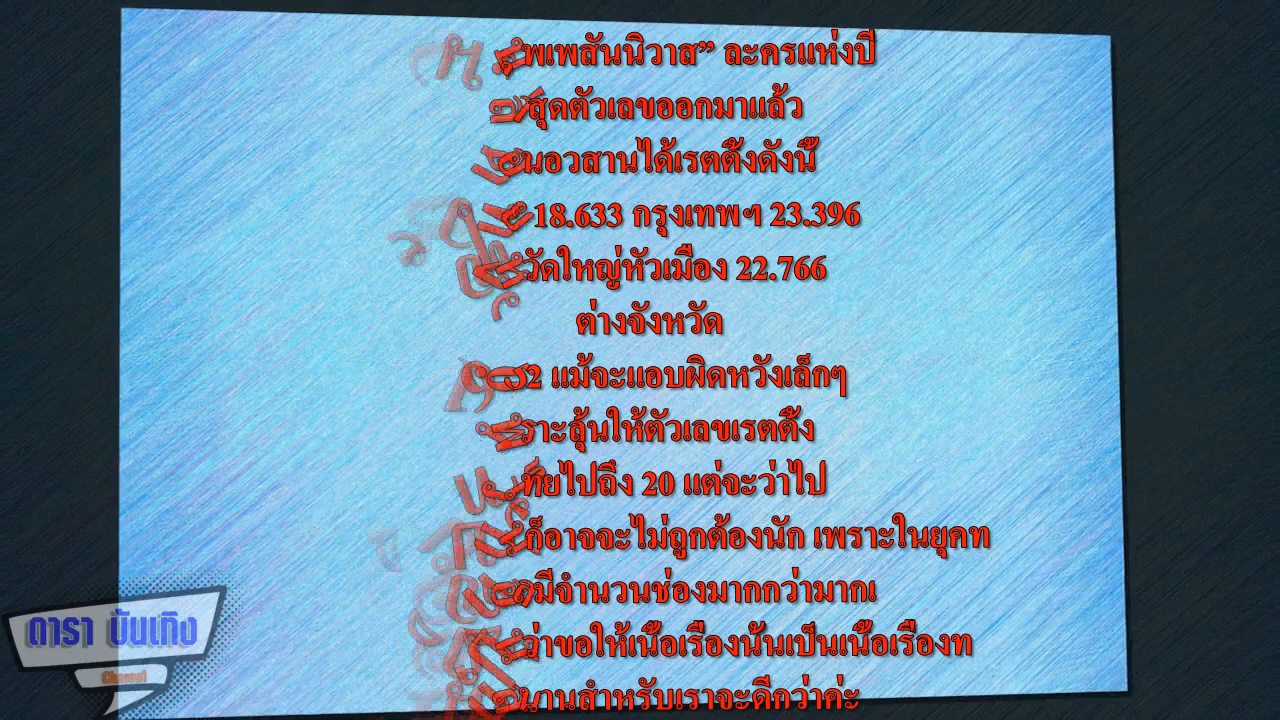 พเพสันนิวาส” ละครแห่งปี
สุดตัวเลขออกมาแล้ว
นอวสานได้เรตติ้งดังนี้
18.633 กรุงเทพฯ 23.396
วัดใหญ่หัวเมือง 22.766
ต่างจังหวัด
แม้จะแอบผิดหวังเล็กๆ
ราะลุ้นให้ตัวเลขเรตติ้ง
ทยไปถึง 20 แต่จะว่าไป
ก็อาจจะไม่ถูกต้องนัก เพราะในยุคท
มีจำนวนช่องมากกว่ามาก
ว่าขอให้เนื้อเรื่องนั้นเป็นเนื้อเรื่องท
นานสำหรับเราจะดีกว่าค่ะ
ดารา บันเทิง
Channel